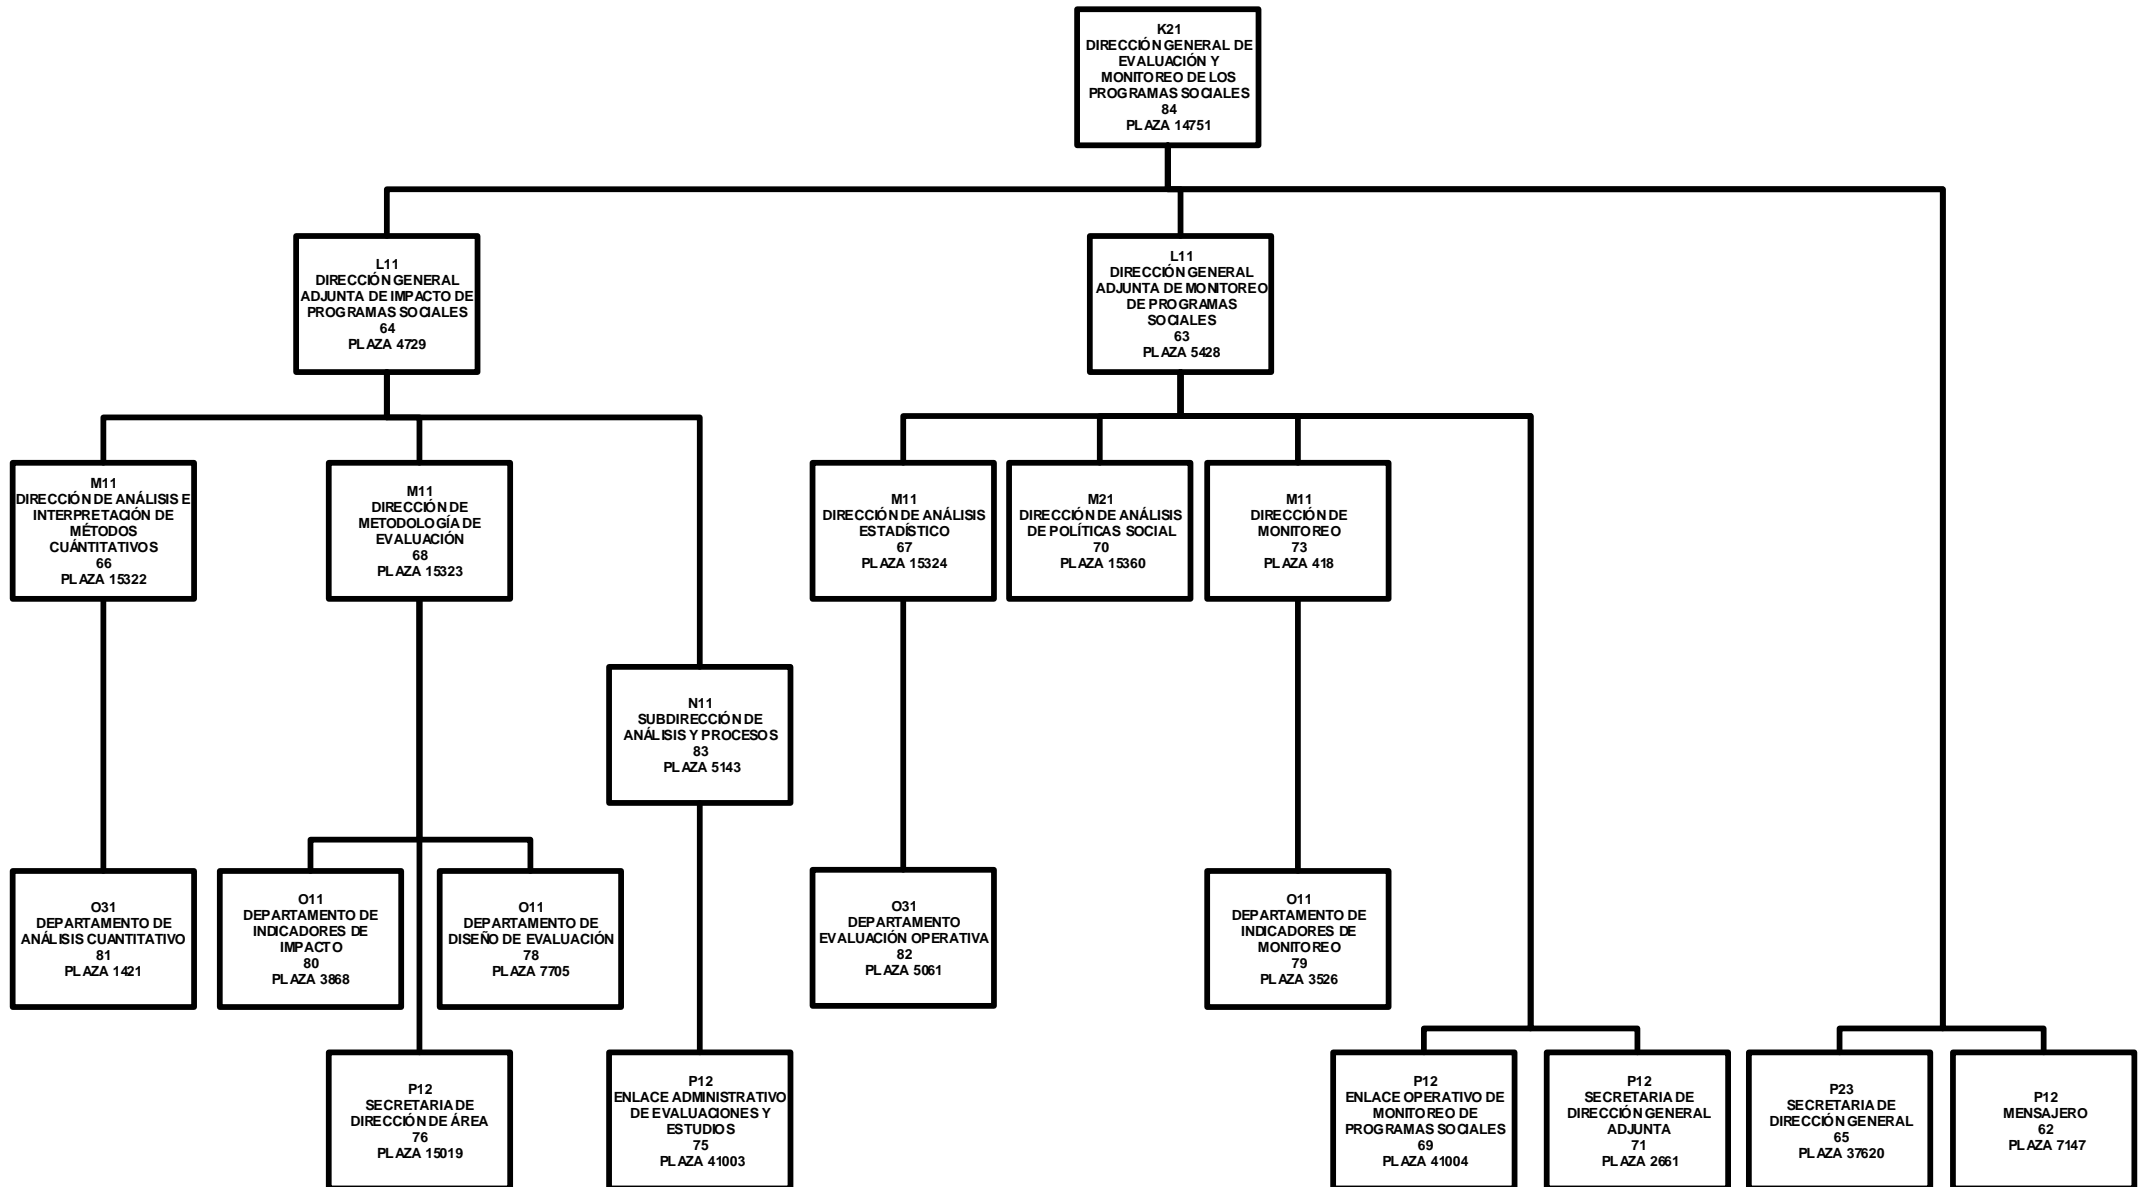 K21
DIRECCIÓN GENERAL DE
EVALUACIÓN Y
MONITOREO DE LOS
PROGRAMAS SOCIALES
84
PLAZA 14751
L11
DIRECCIÓN GENERAL
ADJUNTA DE IMPACTO DE
PROGRAMAS SOCIALES
64
PLAZA 4729
L11
DIRECCIÓN GENERAL
ADJUNTA DE MONITOREO
DE PROGRAMAS
SOCIALES
63
PLAZA 5428
M11
DIRECCIÓN DE ANÁLISIS E
INTERPRETACIÓN DE
MÉTODOS
CUÁNTITATIVOS
66
PLAZA 15322
M11
DIRECCIÓN DE
METODOLOGÍA DE
EVALUACIÓN
68
PLAZA 15323
M11
DIRECCIÓN DE ANÁLISIS
ESTADÍSTICO
67
PLAZA 15324
M21
DIRECCIÓN DE ANÁLISIS
DE POLÍTICAS SOCIAL
70
PLAZA 15360
M11
DIRECCIÓN DE
MONITOREO
73
PLAZA 418
N11
SUBDIRECCIÓN DE
ANÁLISIS Y PROCESOS
83
PLAZA 5143
O31
DEPARTAMENTO DE
ANÁLISIS CUANTITATIVO
81
PLAZA 1421
O11
DEPARTAMENTO DE
INDICADORES DE
IMPACTO
80
PLAZA 3868
O11
DEPARTAMENTO DE
DISEÑO DE EVALUACIÓN
78
PLAZA 7705
O31
DEPARTAMENTO
EVALUACIÓN OPERATIVA
82
PLAZA 5061
O11
DEPARTAMENTO DE
INDICADORES DE
MONITOREO
79
PLAZA 3526
P12
SECRETARIA DE
DIRECCIÓN DE ÁREA
76
PLAZA 15019
P12
ENLACE ADMINISTRATIVO
DE EVALUACIONES Y
ESTUDIOS
75
PLAZA 41003
P12
ENLACE OPERATIVO DE
MONITOREO DE
PROGRAMAS SOCIALES
69
PLAZA 41004
P12
SECRETARIA DE
DIRECCIÓN GENERAL
ADJUNTA
71
PLAZA 2661
P23
SECRETARIA DE
DIRECCIÓN GENERAL
65
PLAZA 37620
P12
MENSAJERO
62
PLAZA 7147